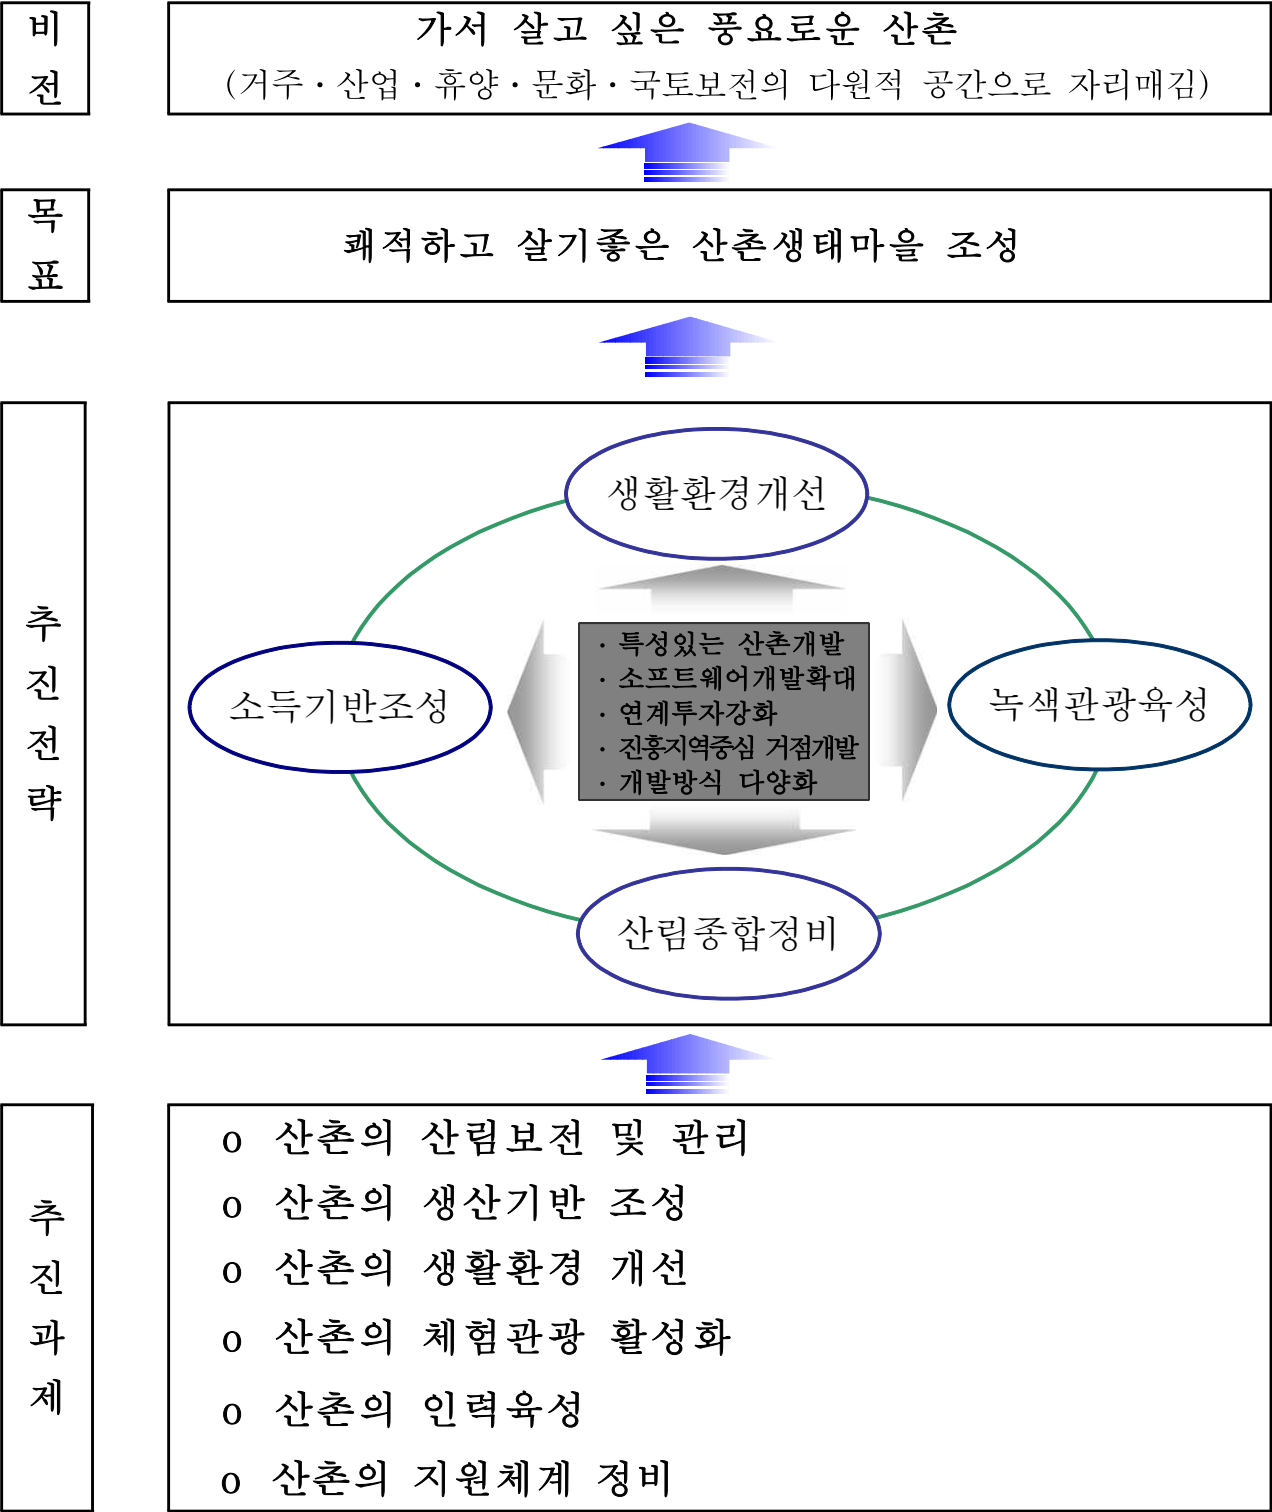 비전
가서 살고 싶은 풍요로운 산촌
(거주·산업·휴양·문화·국토보전의 다원적 공간으로 자리매김)
목표
쾌적하고 살기좋은 산촌생태마을 조성
추진전략
생활환경개선
소득기반조성
· 특성있는 산촌개발
· 소프트웨어개발확대
· 연계투자강화
· 진흥지역중심 거점개발
· 개발방식 다양화
녹색관광육성
산림종합정비
추진과제
o 산촌의 산림보전 및 관리
o 산촌의 생산기반 조성
o 산촌의 생활환경 개선
o 산촌의 체험관광 활성화
o 산촌의 인력육성
o 산촌의 지원체계 정비